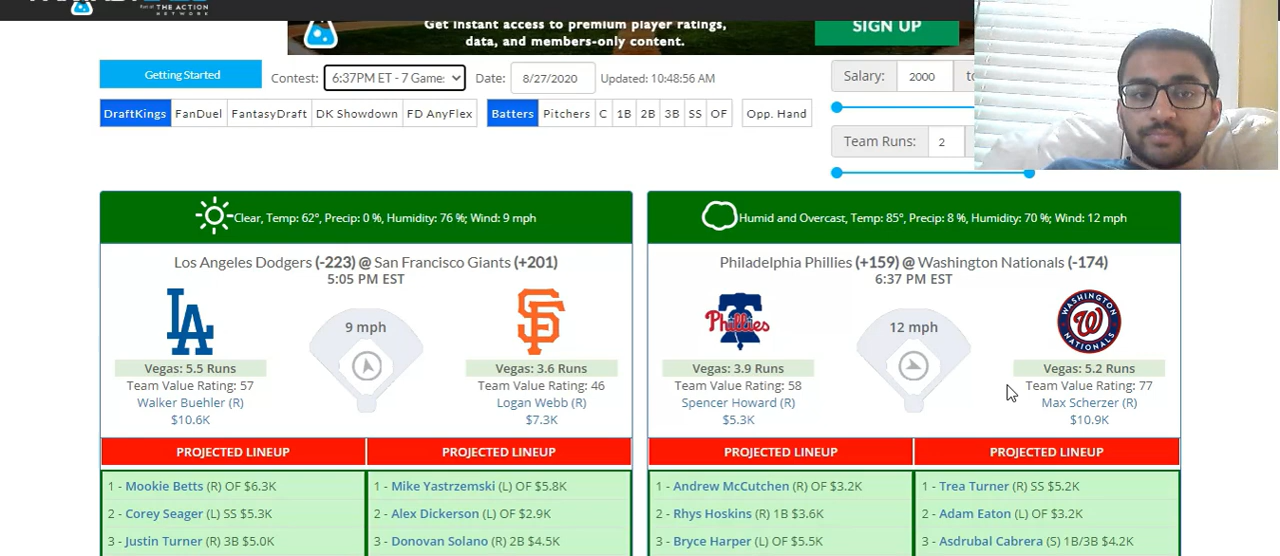 THE ACTION
NETWORK
Get instant access to premium player ratings,
data, and members-only content.
SIGN UP
Getting Started
Contest: 6:37PM ET - 7 Game: Date: 8/27/2020 Updated: 10:48:56 AM
Salary: 2000 to
DraftKings FanDuel FantasyDraft DK Showdown FD AnyFlex Batters Pitchers C 1B 2B 3B SS OF Opp. Hand
Team Runs: 2
Clear, Temp: 62°, Precip: 0 %, Humidity: 76 %; Wind: 9 mph
Los Angeles Dodgers (-223) @ San Francisco Giants (+201)
5:05 PM EST
LA
SF
9 mph
Vegas: 5.5 Runs
Team Value Rating: 57
Walker Buehler (R)
$10.6K
Vegas: 3.6 Runs
Team Value Rating: 46
Logan Webb (R)
$7.3K
PROJECTED LINEUP
1 - Mookie Betts (R) OF $6.3K
2 - Corey Seager (L) SS $5.3K
3 - Justin Turner (R) 3B $5.0K
PROJECTED LINEUP
1 - Mike Yastrzemski (L) OF $5.8K
2 - Alex Dickerson (L) OF $2.9K
3 - Donovan Solano (R) 2B $4.5K
Humid and Overcast, Temp: 85°, Precip: 8 %, Humidity: 70 %; Wind: 12 mph
Philadelphia Phillies (+159) @ Washington Nationals (-174)
6:37 PM EST
Phillies
WASHINGTON
W
NATIONALS
12 mph
Vegas: 3.9 Runs
Team Value Rating: 58
Spencer Howard (R)
$5.3K
Vegas: 5.2 Runs
Team Value Rating: 77
Max Scherzer (R)
$10.9K
PROJECTED LINEUP
1 - Andrew McCutchen (R) OF $3.2K
2 - Rhys Hoskins (R) 1B $3.6K
3 - Bryce Harper (L) OF $5.5K
PROJECTED LINEUP
1 - Trea Turner (R) SS $5.2K
2 - Adam Eaton (L) OF $3.2K
3 - Asdrubal Cabrera (S) 1B/3B $4.2K